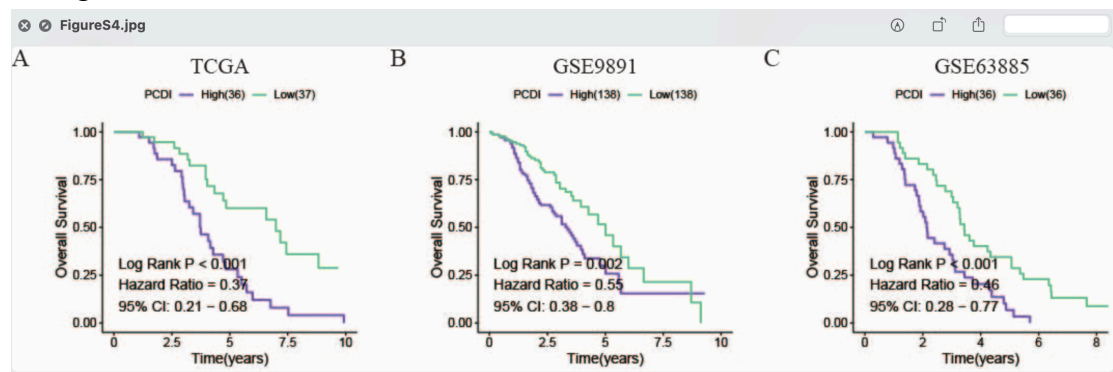 FigureS4.jpg
A
TCGA
PCDI High(36) Low(37)
1.00
0.75
0.50
0.25
0.00
Overall Survival
Log Rank P < 0.001
Hazard Ratio = 0.37
95% CI: 0.21 − 0.68
0 2.5 5 7.5 10
Time(years)
B
GSE9891
PCDI High(138) Low(138)
1.00
0.75
0.50
0.25
0.00
Overall Survival
Log Rank P = 0.002
Hazard Ratio = 0.55
95% CI: 0.38 − 0.8
0 2.5 5 7.5 10
Time(years)
C
GSE63885
PCDI High(36) Low(36)
1.00
0.75
0.50
0.25
0.00
Overall Survival
Log Rank P < 0.001
Hazard Ratio = 0.46
95% CI: 0.28 − 0.77
0 2 4 6 8
Time(years)